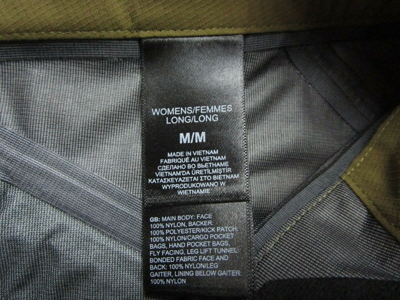 WOMENS/FEMMES
LONG/LONG
M/M
MADE IN VIETNAM
FABRIQUÉ AU VIETNAM
СДЕЛАНО ВО ВЬЕТНАМЕ
VIETNAM'DA ÜRETİLMİŞTİR
KATASKEYAZETAI ΣTO BIETNAM
WYPRODUKOWANO W
WIETNAMIE
GB: MAIN BODY: FACE
100% NYLON, BACKER
100% POLYESTER/KICK PATCH:
100% NYLON/CARGO POCKET
BAGS, HAND POCKET BAGS,
FLY FACING, LEG LIFT TUNNEL:
BONDED FABRIC FACE AND
BACK:100% NYLON/LEG
GAITER, LINING BELOW GAITER:
100% NYLON